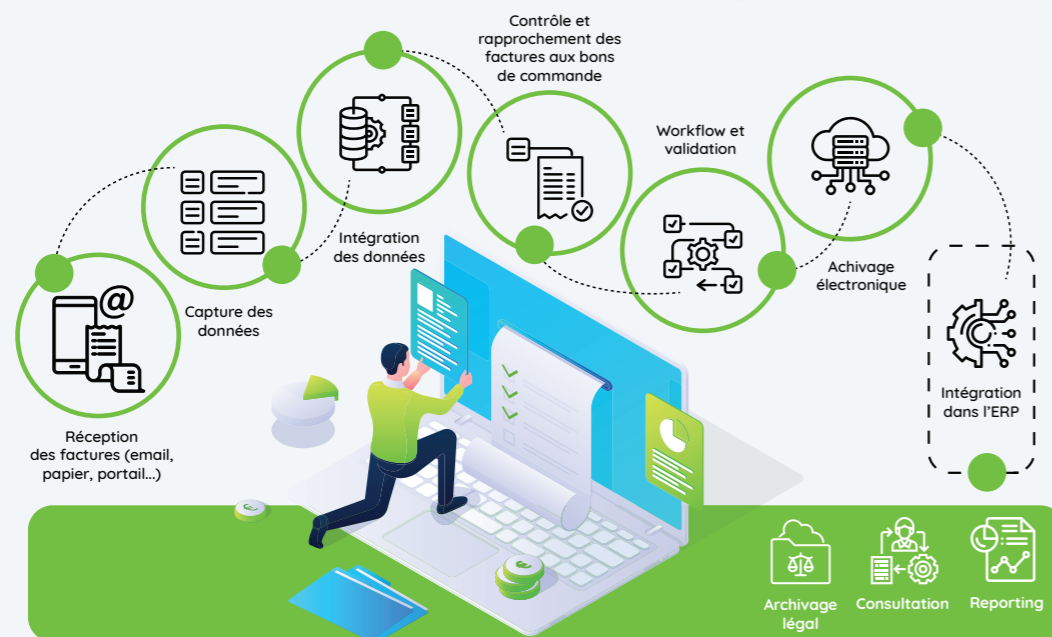 Réception
des factures (email,
papier, portail...)
Capture des
données
Intégration
des données
Contrôle et
rapprochement des
factures aux bons
de commande
Workflow et
validation
Achivage
électronique
Intégration
dans l'ERP
Archivage
légal
Consultation
Reporting